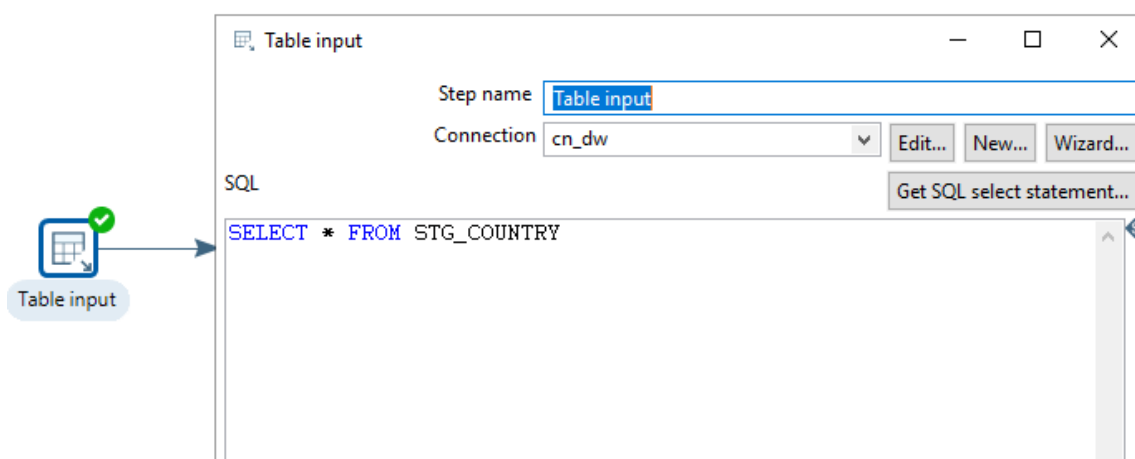 Table input
Step name Table input
Connection cn_dw Edit... New... Wizard...
SQL
Get SQL select statement...
SELECT * FROM STG_COUNTRY
Table input